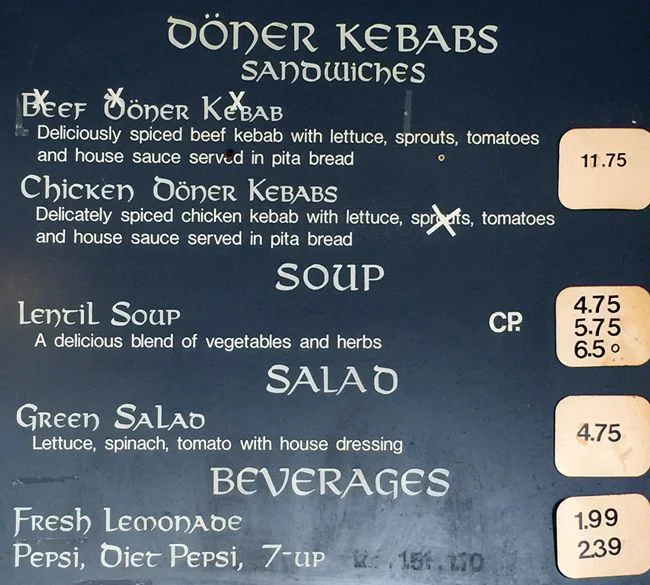 DÖNER KEBABS
SANDWICHES
BEEF DÖNER KEBAB
Deliciously spiced beef kebab with lettuce, sprouts, tomatoes
and house sauce served in pita bread
11.75
CHICKEN DÖNER KEBABS
Delicately spiced chicken kebab with lettuce, sprouts, tomatoes
and house sauce served in pita bread
SOUP
LENTIL SOUP
CP.
4.75
5.75
6.50
A delicious blend of vegetables and herbs
SALAD
GREEN SALAD
4.75
Lettuce, spinach, tomato with house dressing
BEVERAGES
FRESH LEMONADE
1.99
PEPSI, DIET PEPSI, 7-UP
2.39